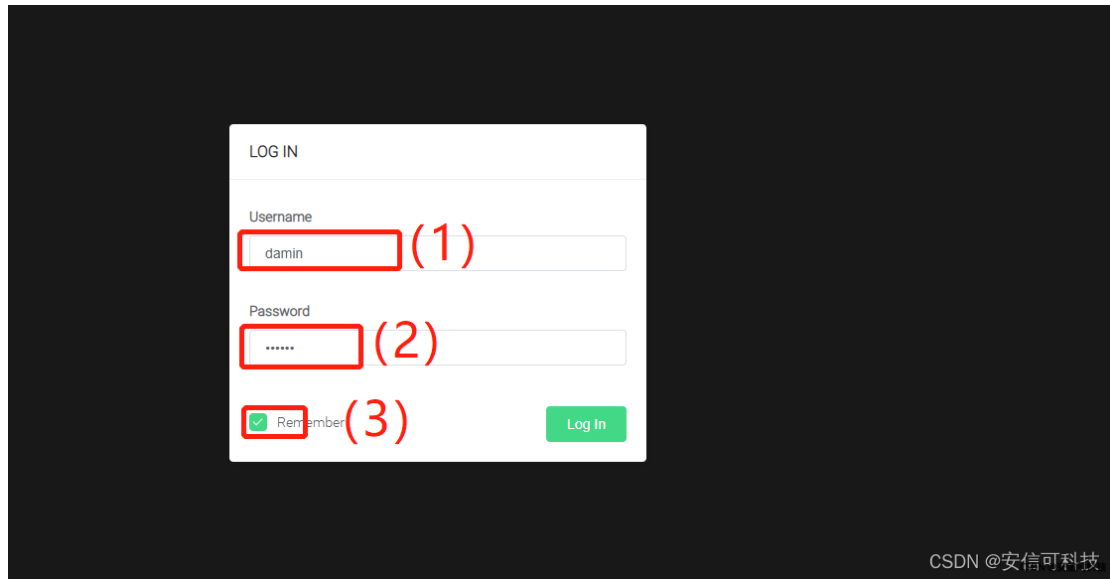 LOG IN
Username
damin
(1)
Password
••••••
(2)
Remember
(3)
Log In
CSDN @安信可科技